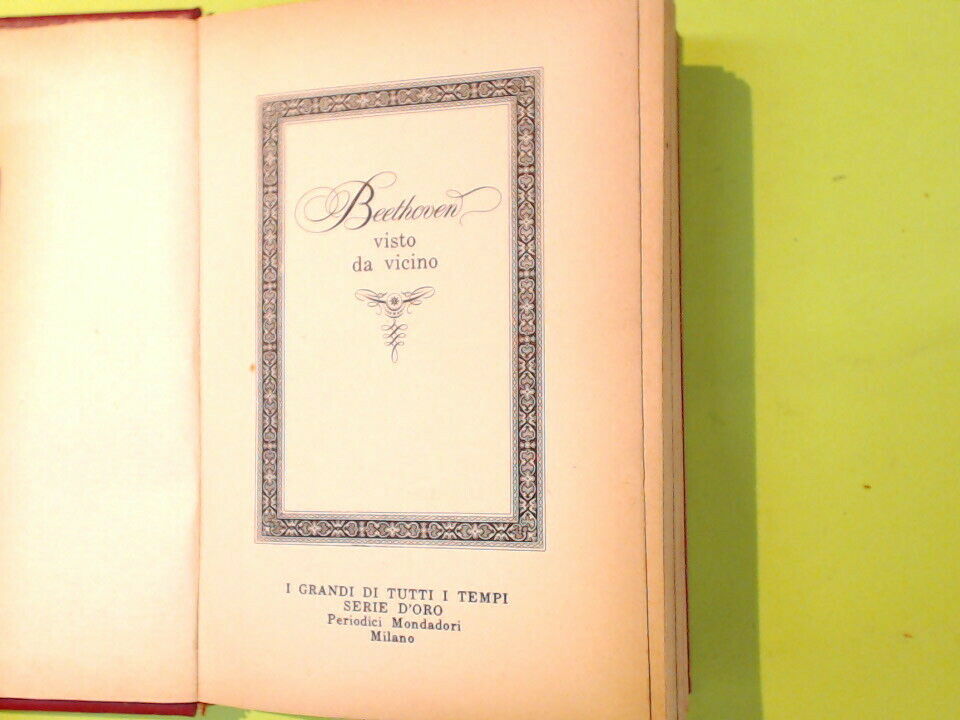 Beethoven
visto
da vicino
I GRANDI DI TUTTI I TEMPI
SERIE D'ORO
Periodici Mondadori
Milano